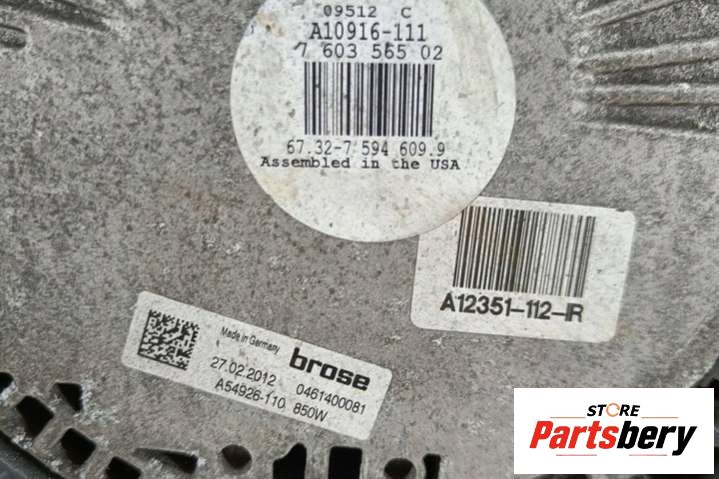 09512 C
A10916-111
7 603 565 02
67.32-7 594 609.9
Assembled in the USA
A12351-112-IR
Made in Germany
brose
27.02.2012 0461400081
A54926-110 850W
STORE
Partsbery